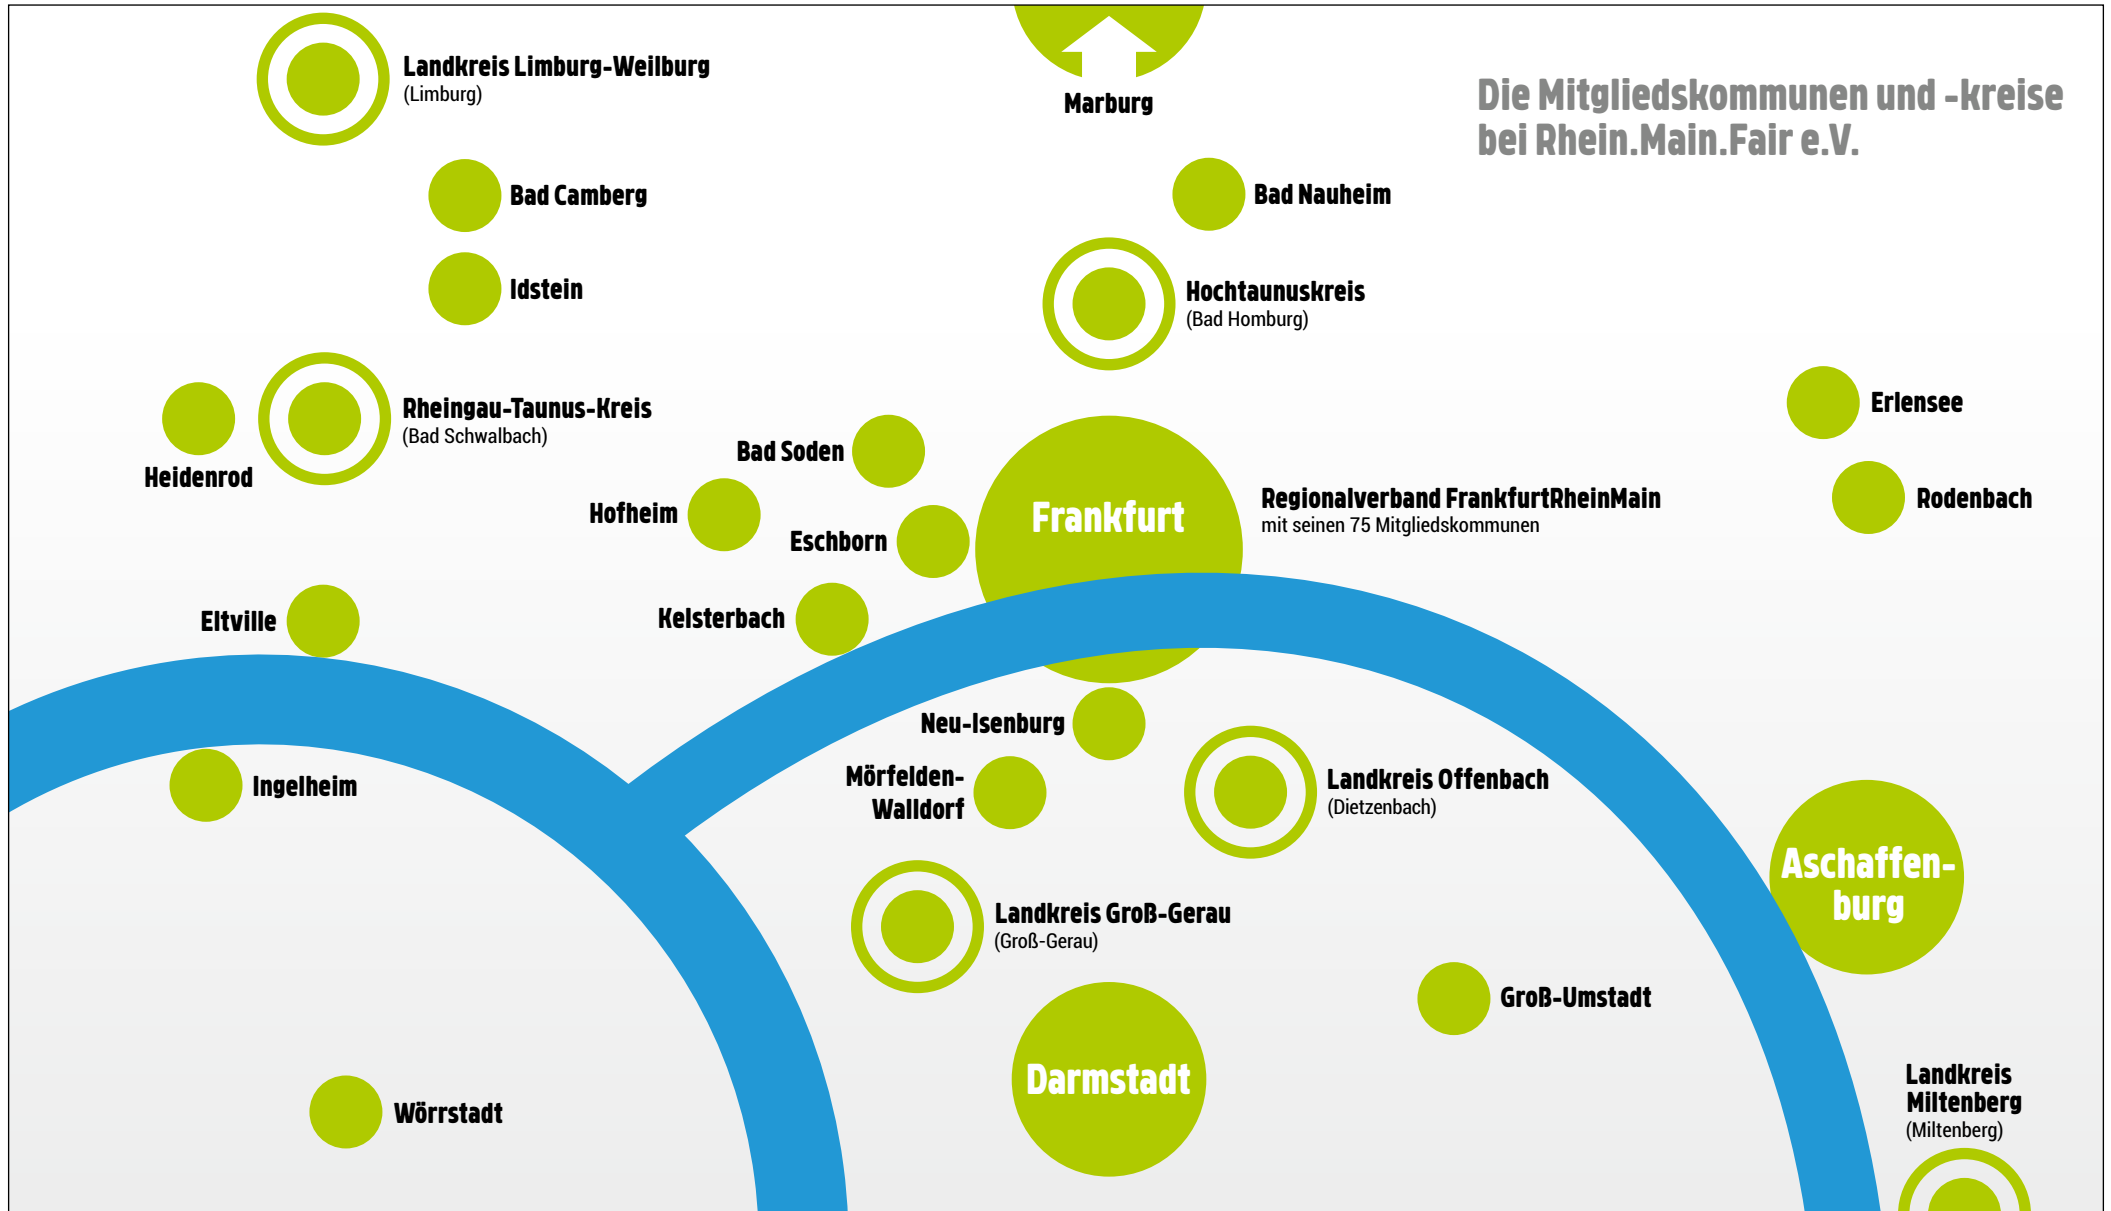 Die Mitgliedskommunen und -kreise
bei Rhein.Main.Fair e.V.
Landkreis Limburg-Weilburg
(Limburg)
Marburg
Bad Camberg
Bad Nauheim
Idstein
Hochtaunuskreis
(Bad Homburg)
Rheingau-Taunus-Kreis
(Bad Schwalbach)
Heidenrod
Erlensee
Bad Soden
Hofheim
Frankfurt
Regionalverband FrankfurtRheinMain
mit seinen 75 Mitgliedskommunen
Rodenbach
Eschborn
Eltville
Kelsterbach
Neu-Isenburg
Ingelheim
Mörfelden-
Walldorf
Landkreis Offenbach
(Dietzenbach)
Aschaffen-
burg
Landkreis Groß-Gerau
(Groß-Gerau)
Groß-Umstadt
Darmstadt
Wörrstadt
Landkreis
Miltenberg
(Miltenberg)